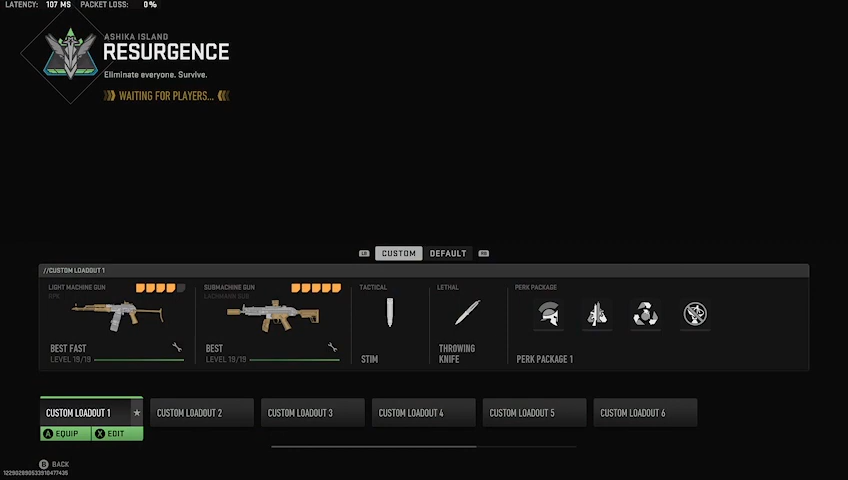 LATENCY: 107 MS PACKET LOSS: 0 %
ASHIKA ISLAND
RESURGENCE
Eliminate everyone. Survive.
WAITING FOR PLAYERS...
LB CUSTOM DEFAULT RB
//CUSTOM LOADOUT 1
LIGHT MACHINE GUN SUBMACHINE GUN TACTICAL LETHAL PERK PACKAGE
RPK LACHMANN SUB
BEST FAST BEST STIM THROWING KNIFE PERK PACKAGE 1
LEVEL 19/19 LEVEL 19/19
CUSTOM LOADOUT 1 CUSTOM LOADOUT 2 CUSTOM LOADOUT 3 CUSTOM LOADOUT 4 CUSTOM LOADOUT 5 CUSTOM LOADOUT 6
A EQUIP X EDIT
B BACK